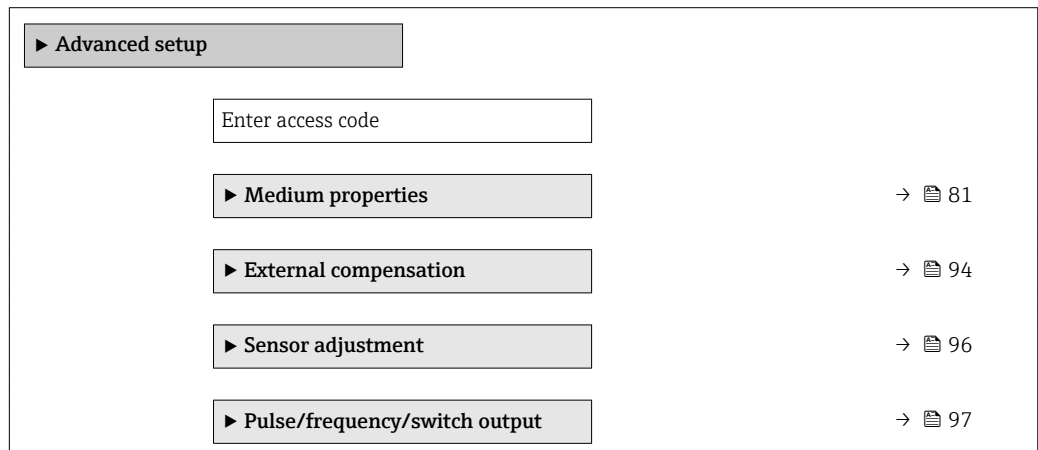 ▶ Advanced setup
Enter access code
▶ Medium properties → 81
▶ External compensation → 94
▶ Sensor adjustment → 96
▶ Pulse/frequency/switch output → 97